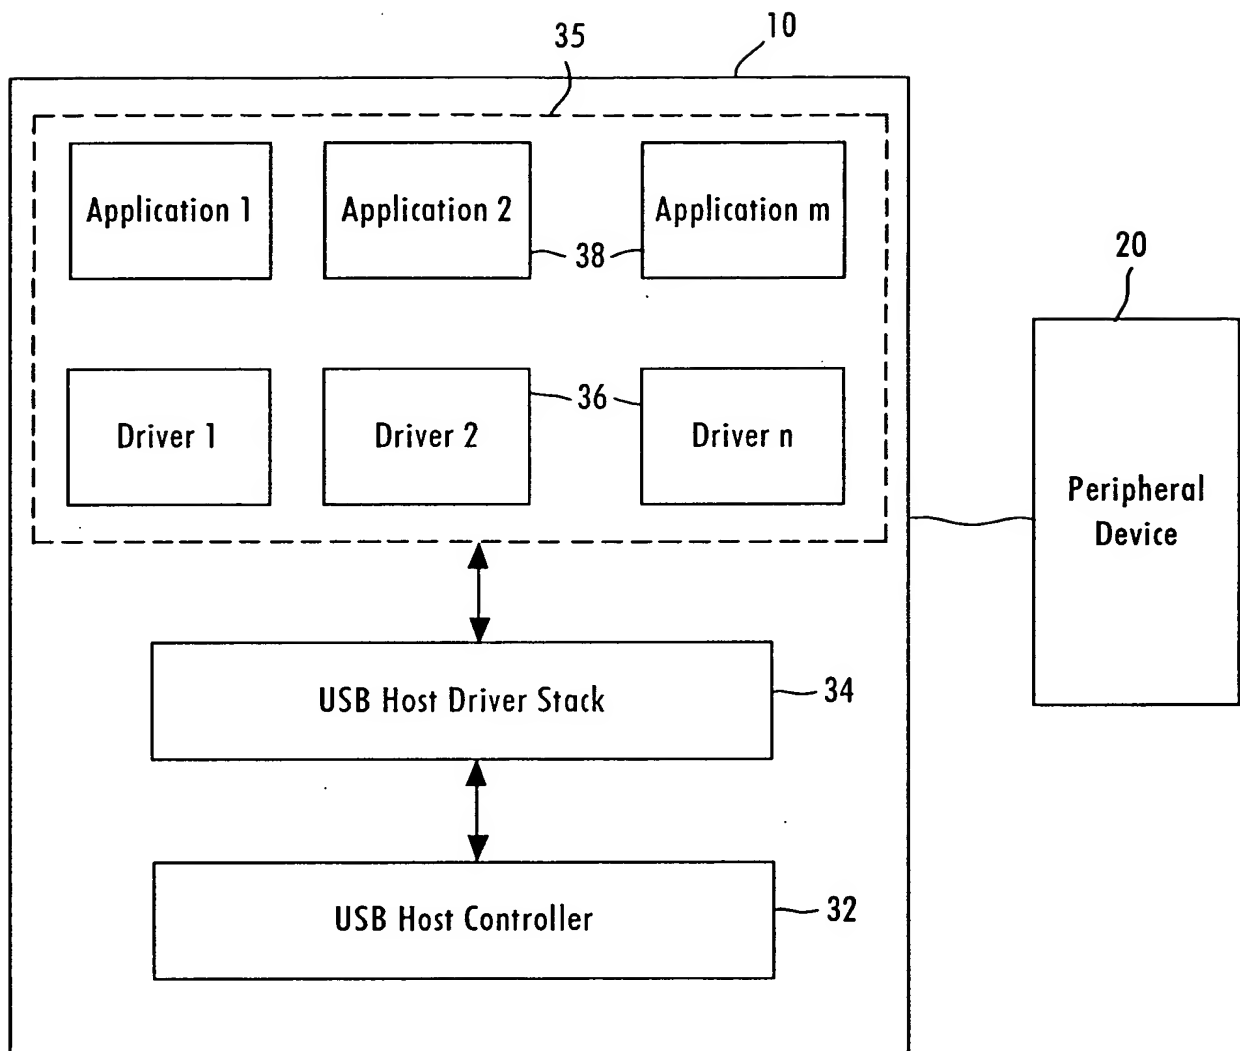 10
35
Application 1
Application 2
Application m
38
20
Driver 1
Driver 2
36
Driver n
Peripheral
Device
USB Host Driver Stack
34
USB Host Controller
32